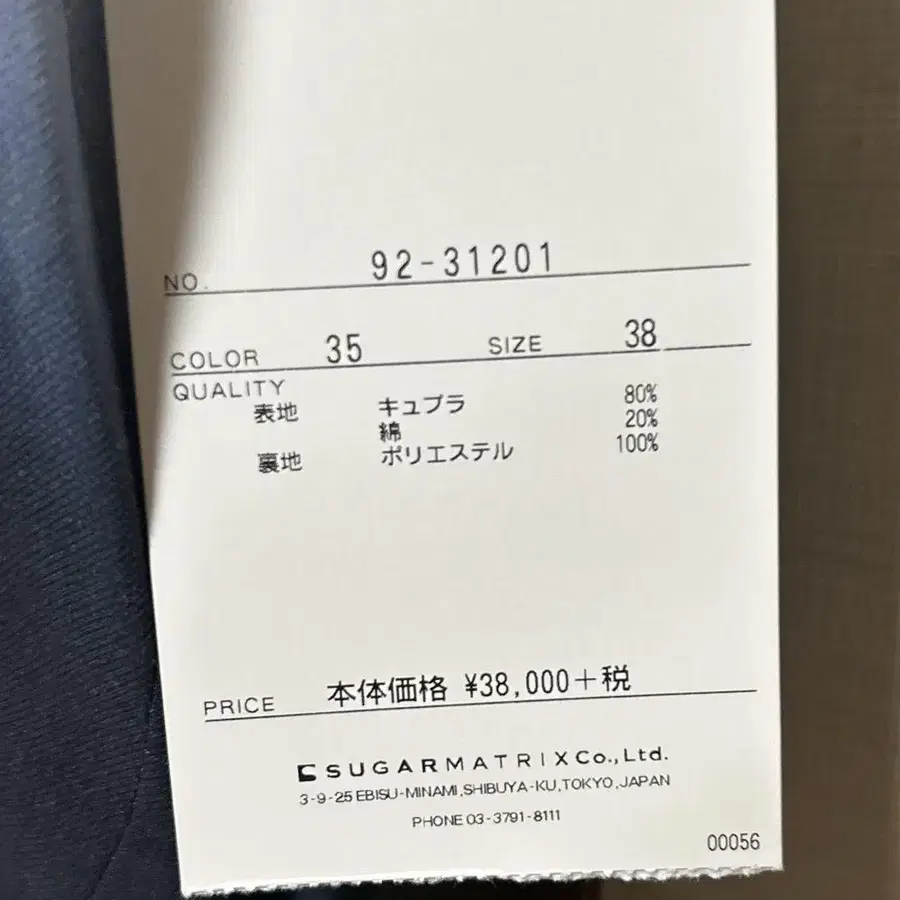 NO. 92-31201
COLOR 35 SIZE 38
QUALITY
表地 キュプラ 80%
綿 20%
裏地 ポリエステル 100%
PRICE 本体価格 ¥38,000+税
SUGARMATRIX Co., Ltd.
3-9-25 EBISU-MINAMI, SHIBUYA-KU, TOKYO, JAPAN
PHONE 03-3791-8111
00056